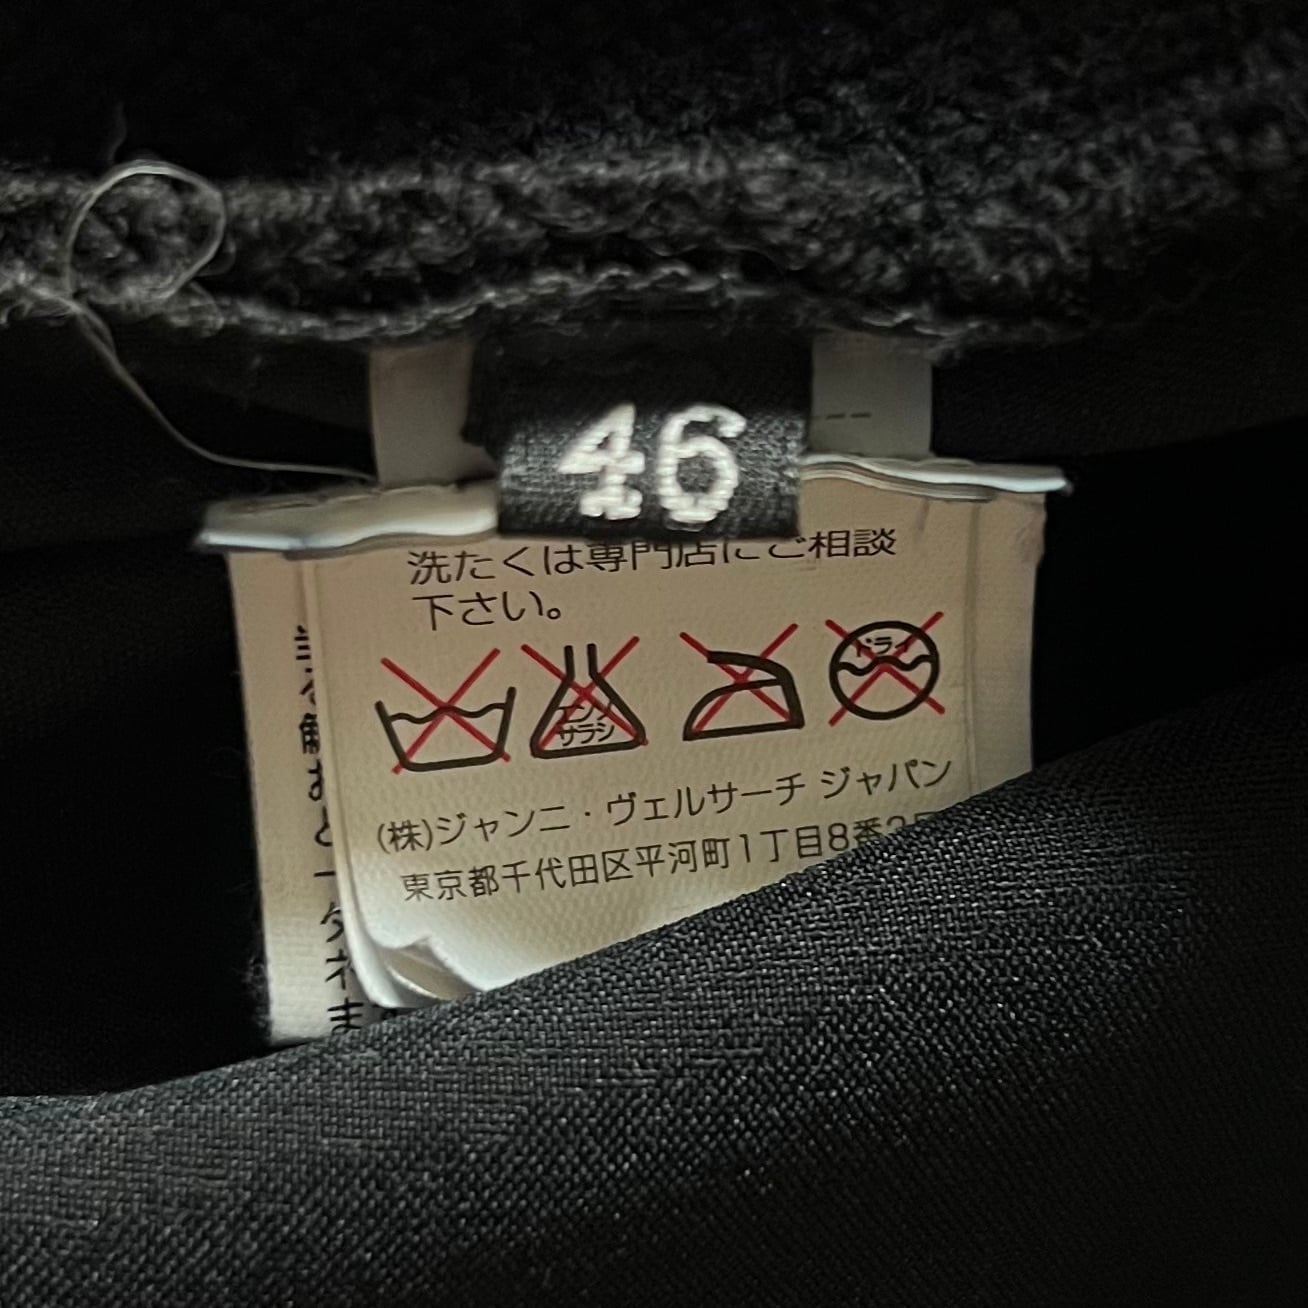 46
洗たくは専門店にご相談
下さい。
エンソ
サラシ
ドライ
(株)ジャンニ・ヴェルサーチ ジャパン
東京都千代田区平河町1丁目8番2